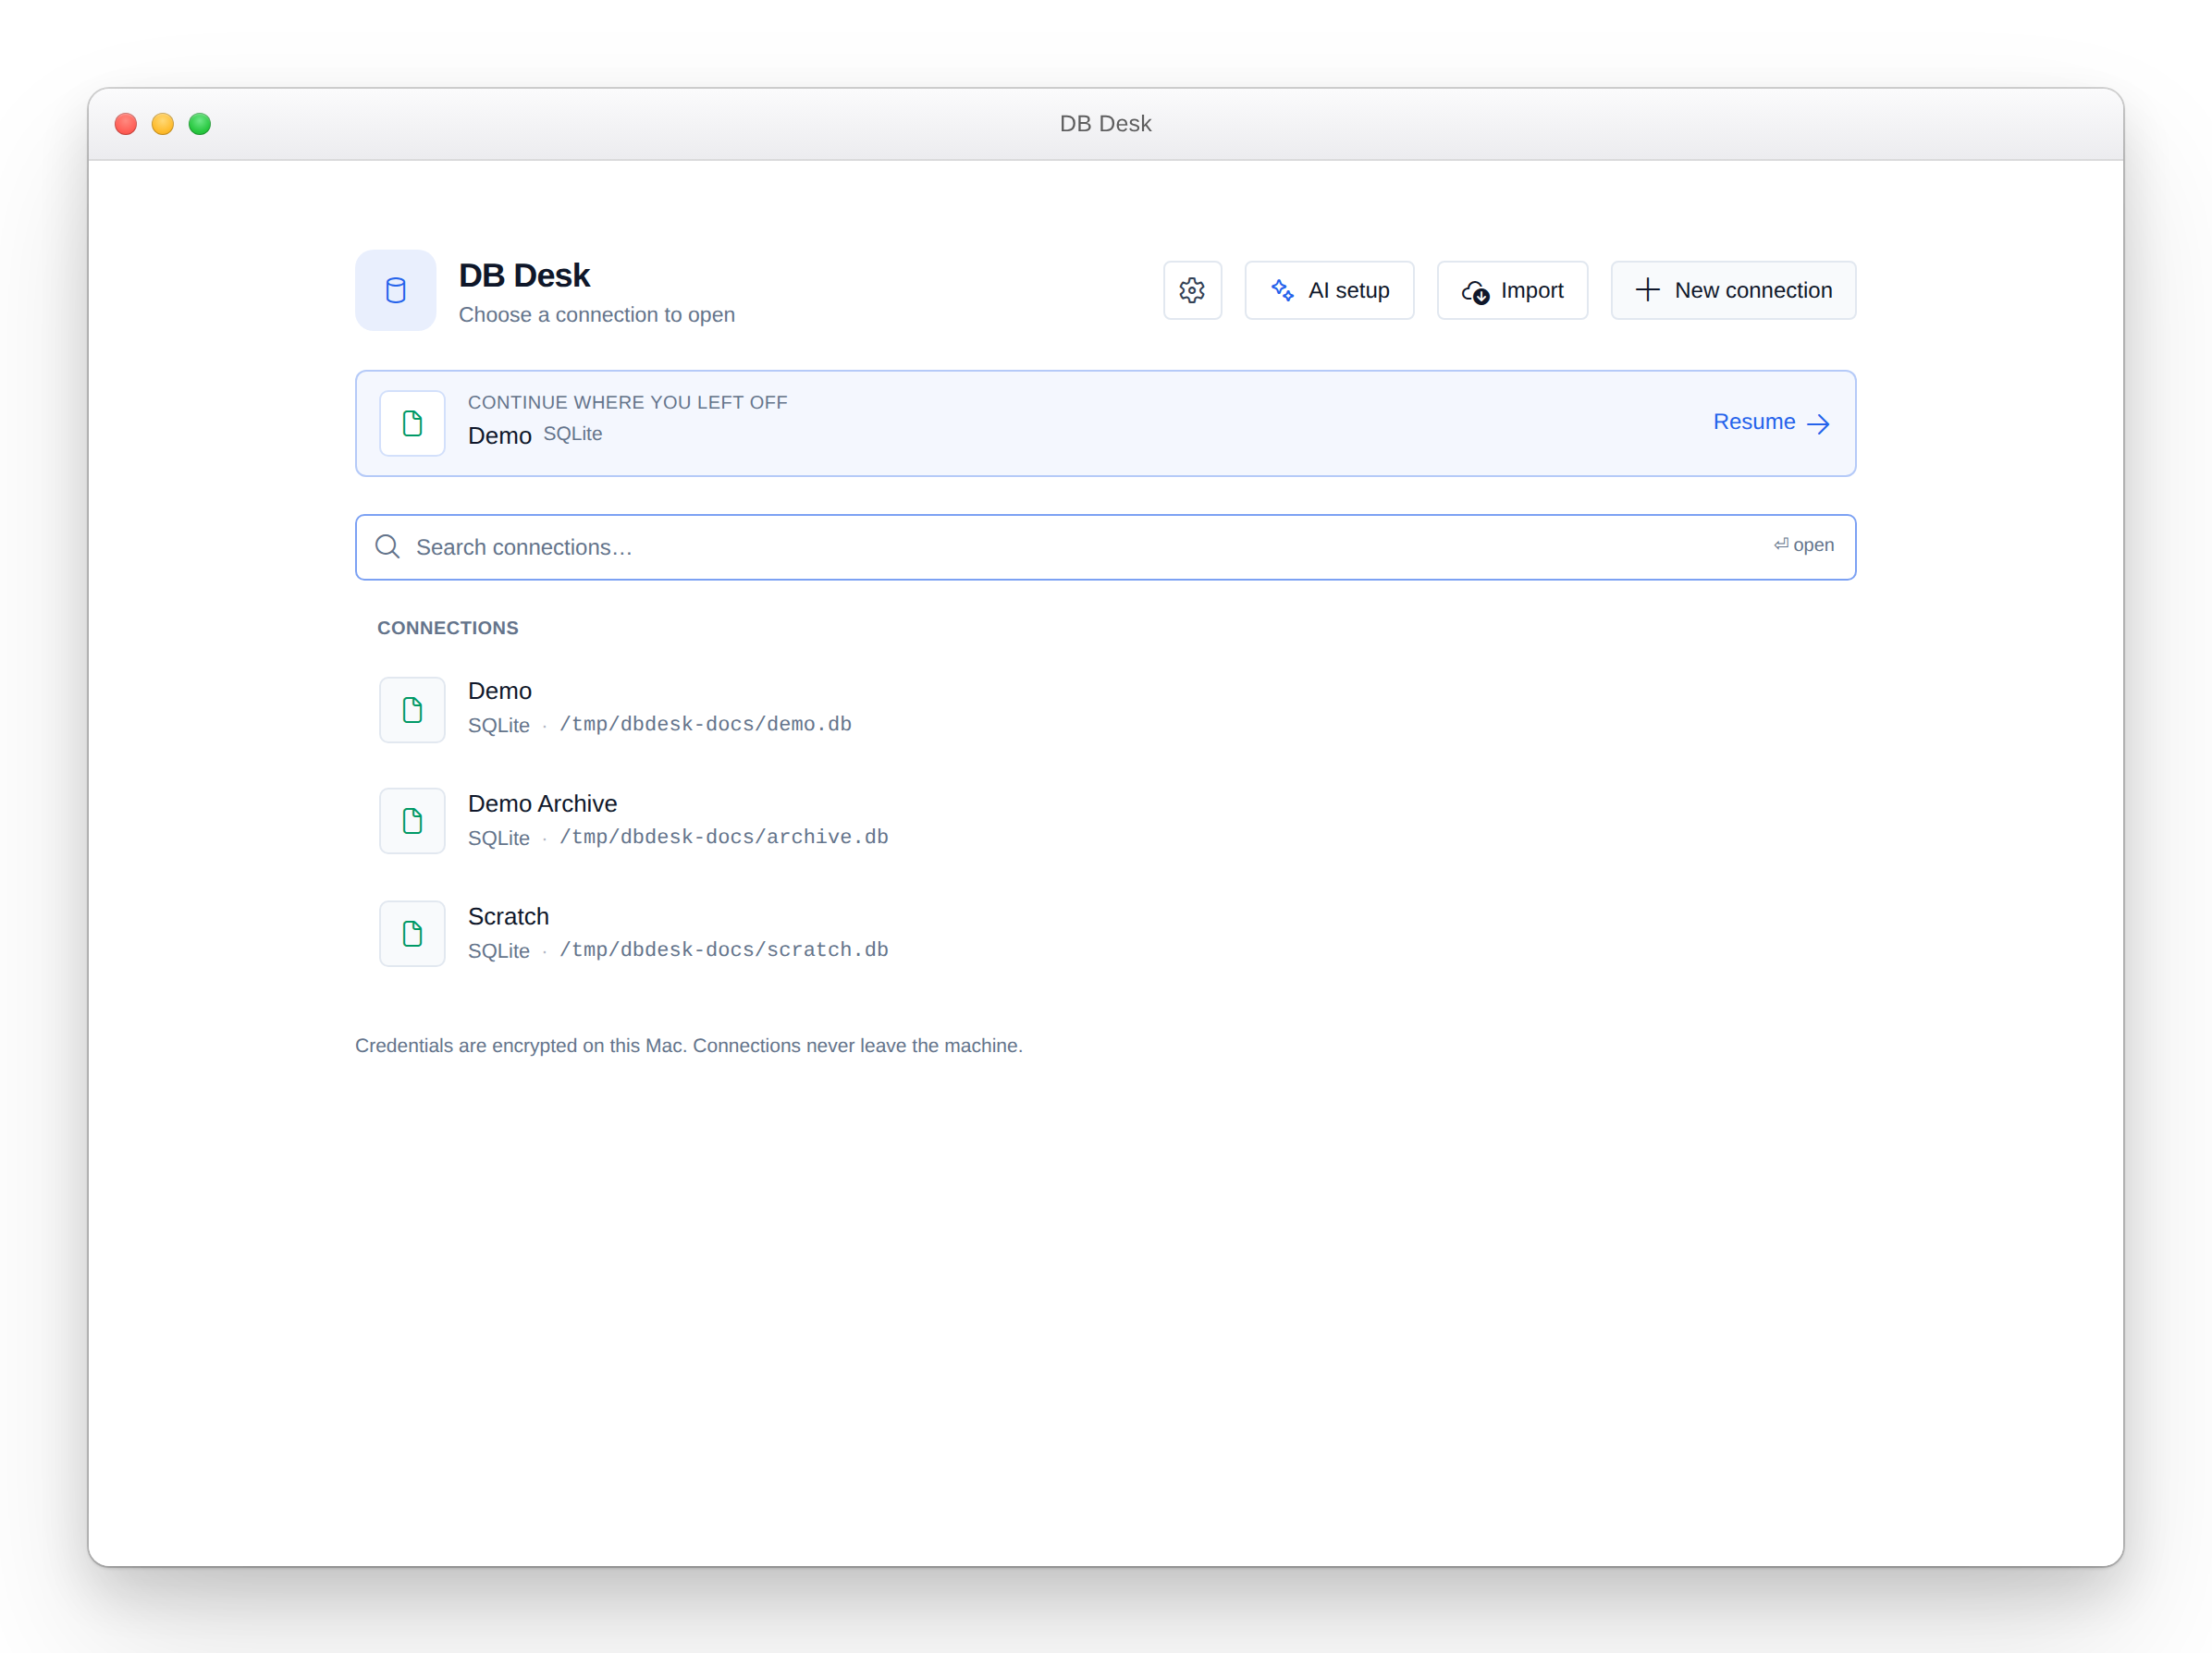 DB Desk
DB Desk
Choose a connection to open
AI setup
Import
New connection
CONTINUE WHERE YOU LEFT OFF
Demo SQLite
Resume →
Search connections…
⏎ open
CONNECTIONS
Demo
SQLite · /tmp/dbdesk-docs/demo.db
Demo Archive
SQLite · /tmp/dbdesk-docs/archive.db
Scratch
SQLite · /tmp/dbdesk-docs/scratch.db
Credentials are encrypted on this Mac. Connections never leave the machine.